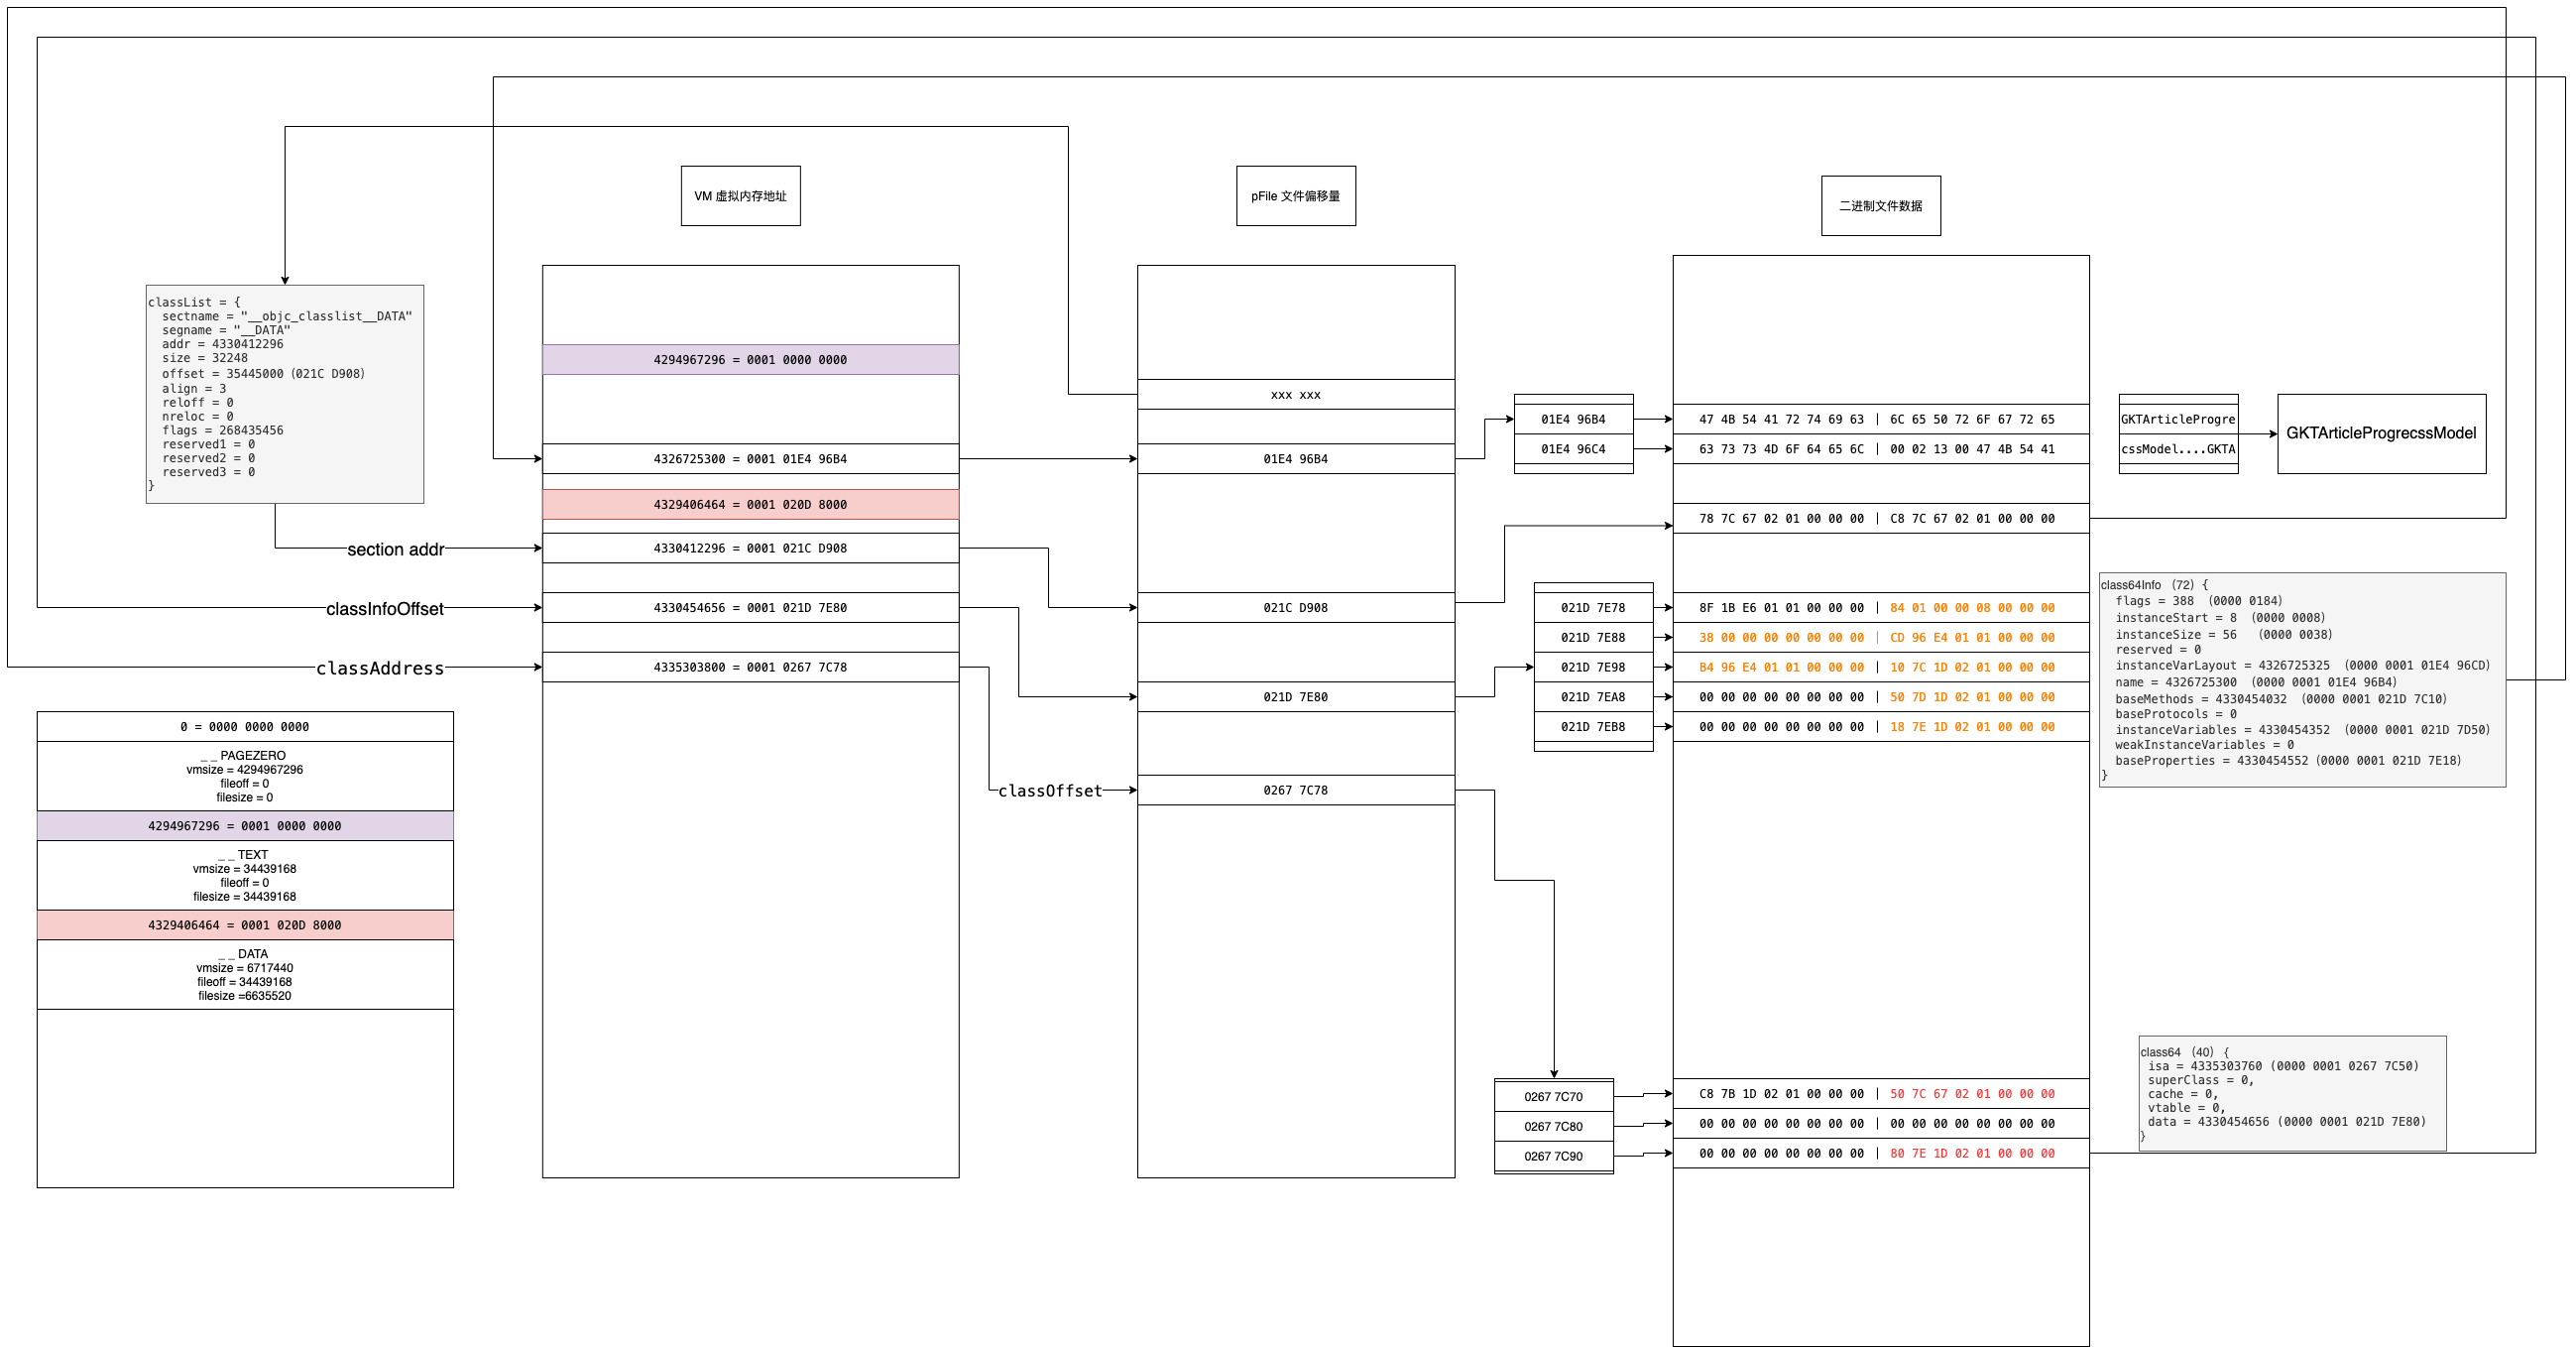 VM 虚拟内存地址
pFile 文件偏移量
二进制文件数据
classList = {
sectname = "__objc_classlist__DATA"
segname = "__DATA"
addr = 4330412296
size = 32248
offset = 35445000（021C D908）
align = 3
reloff = 0
nreloc = 0
flags = 268435456
reserved1 = 0
reserved2 = 0
reserved3 = 0
}
section addr
classInfoOffset
classAddress
0 = 0000 0000 0000
_ _ PAGEZERO
vmsize = 4294967296
fileoff = 0
filesize = 0
4294967296 = 0001 0000 0000
_ _ TEXT
vmsize = 34439168
fileoff = 0
filesize = 34439168
4329406464 = 0001 020D 8000
_ _ DATA
vmsize = 6717440
fileoff = 34439168
filesize =6635520
4294967296 = 0001 0000 0000
4326725300 = 0001 01E4 96B4
4329406464 = 0001 020D 8000
4330412296 = 0001 021C D908
4330454656 = 0001 021D 7E80
4335303800 = 0001 0267 7C78
classOffset
xxx xxx
01E4 96B4
021C D908
021D 7E80
0267 7C78
01E4 96B4
01E4 96C4
021D 7E78
021D 7E88
021D 7E98
021D 7EA8
021D 7EB8
0267 7C70
0267 7C80
0267 7C90
47 4B 54 41 72 74 69 63 | 6C 65 50 72 6F 67 72 65
63 73 73 4D 6F 64 65 6C | 00 02 13 00 47 4B 54 41
78 7C 67 02 01 00 00 00 | C8 7C 67 02 01 00 00 00
8F 1B E6 01 01 00 00 00 | 84 01 00 00 08 00 00 00
38 00 00 00 00 00 00 00 | CD 96 E4 01 01 00 00 00
B4 96 E4 01 01 00 00 00 | 10 7C 1D 02 01 00 00 00
00 00 00 00 00 00 00 00 | 50 7D 1D 02 01 00 00 00
00 00 00 00 00 00 00 00 | 18 7E 1D 02 01 00 00 00
C8 7B 1D 02 01 00 00 00 | 50 7C 67 02 01 00 00 00
00 00 00 00 00 00 00 00 | 00 00 00 00 00 00 00 00
00 00 00 00 00 00 00 00 | 80 7E 1D 02 01 00 00 00
GKTArticleProgre
cssModel....GKTA
GKTArticleProgrecssModel
class64Info （72）{
flags = 388 （0000 0184）
instanceStart = 8 （0000 0008）
instanceSize = 56 （0000 0038）
reserved = 0
instanceVarLayout = 4326725325 （0000 0001 01E4 96CD）
name = 4326725300 （0000 0001 01E4 96B4）
baseMethods = 4330454032 （0000 0001 021D 7C10）
baseProtocols = 0
instanceVariables = 4330454352 （0000 0001 021D 7D50）
weakInstanceVariables = 0
baseProperties = 4330454552（0000 0001 021D 7E18）
}
class64 （40）{
isa = 4335303760 (0000 0001 0267 7C50)
superClass = 0,
cache = 0,
vtable = 0,
data = 4330454656 (0000 0001 021D 7E80)
}